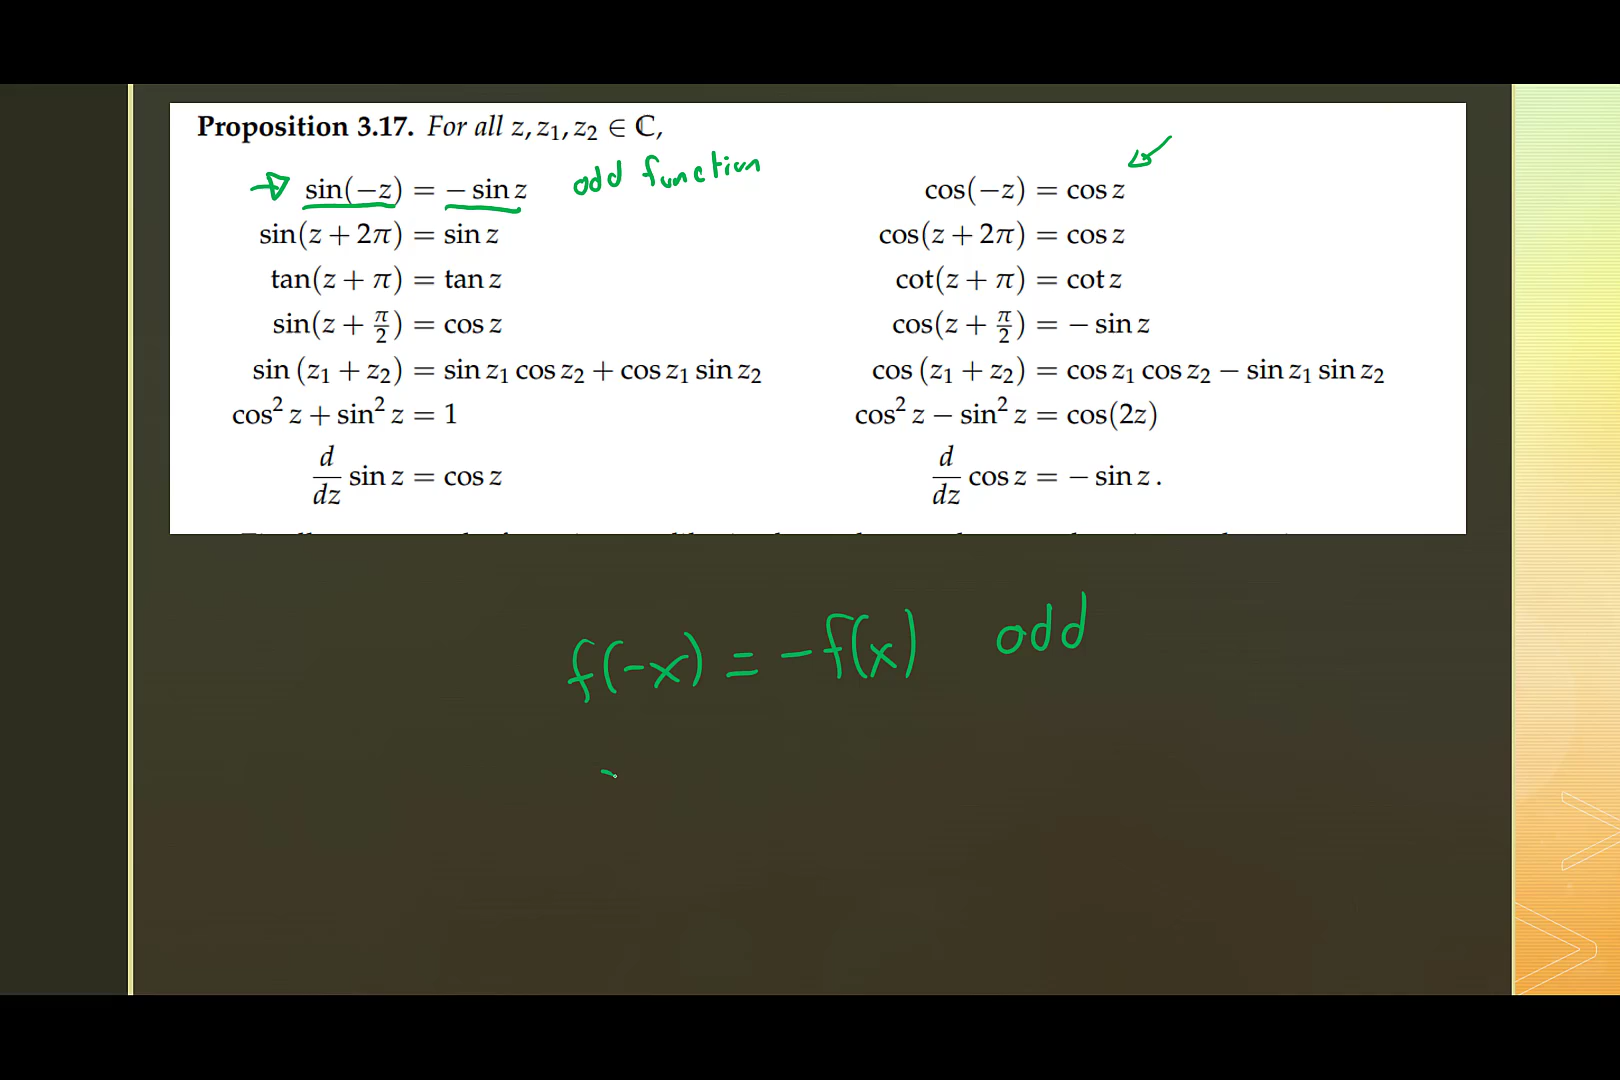 Proposition 3.17. For all z, z₁, z₂ ∈ ℂ,
sin(−z) = − sin z odd function cos(−z) = cos z
sin(z + 2π) = sin z cos(z + 2π) = cos z
tan(z + π) = tan z cot(z + π) = cot z
sin(z + π/2) = cos z cos(z + π/2) = − sin z
sin (z₁ + z₂) = sin z₁ cos z₂ + cos z₁ sin z₂ cos (z₁ + z₂) = cos z₁ cos z₂ − sin z₁ sin z₂
cos² z + sin² z = 1 cos² z − sin² z = cos(2z)
d/dz sin z = cos z d/dz cos z = − sin z .
f(-x) = -f(x) odd